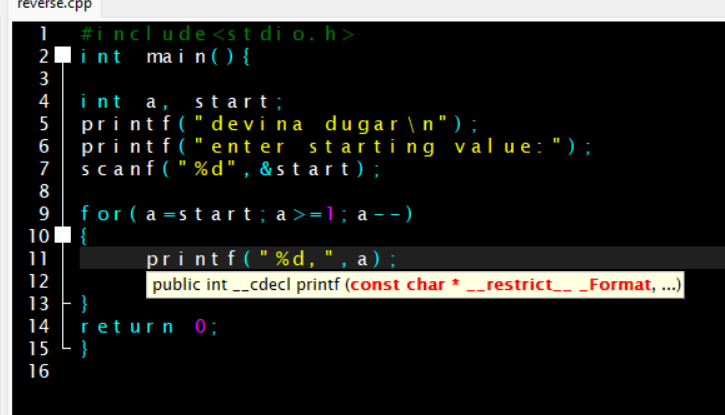 reverse.cpp
1 #include<stdio.h>
2 int main(){
3
4 int a, start;
5 printf("devina dugar\n");
6 printf("enter starting value:");
7 scanf("%d",&start);
8
9 for(a=start;a>=1;a--)
10 {
11 printf("%d,",a);
12 public int __cdecl printf (const char * __restrict__ _Format, ...)
13 }
14 return 0;
15 }
16